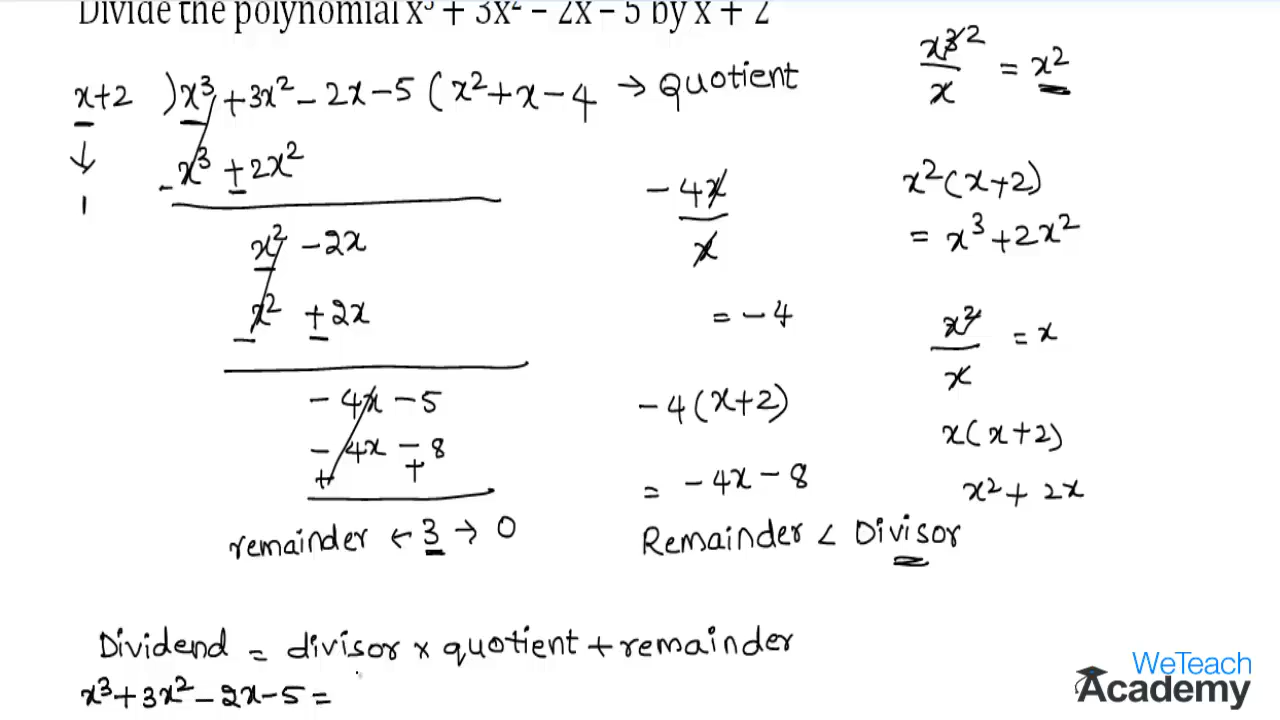 Divide the polynomial x³ + 3x² – 2x – 5 by x + 2
x+2 ) x³ + 3x² - 2x - 5 ( x² + x - 4 → quotient
- x³ + 2x²
x² - 2x
- x² + 2x
- 4x - 5
- 4x - 8
+ +
remainder ← 3 → 0
↓
1
- 4x / x
= - 4
- 4 (x+2)
= - 4x - 8
Remainder < Divisor
x³ 2 / x = x²
x² (x+2)
= x³ + 2x²
x² / x = x
x (x+2)
x² + 2x
Dividend = divisor × quotient + remainder
x³ + 3x² - 2x - 5 =
WeTeach
Academy